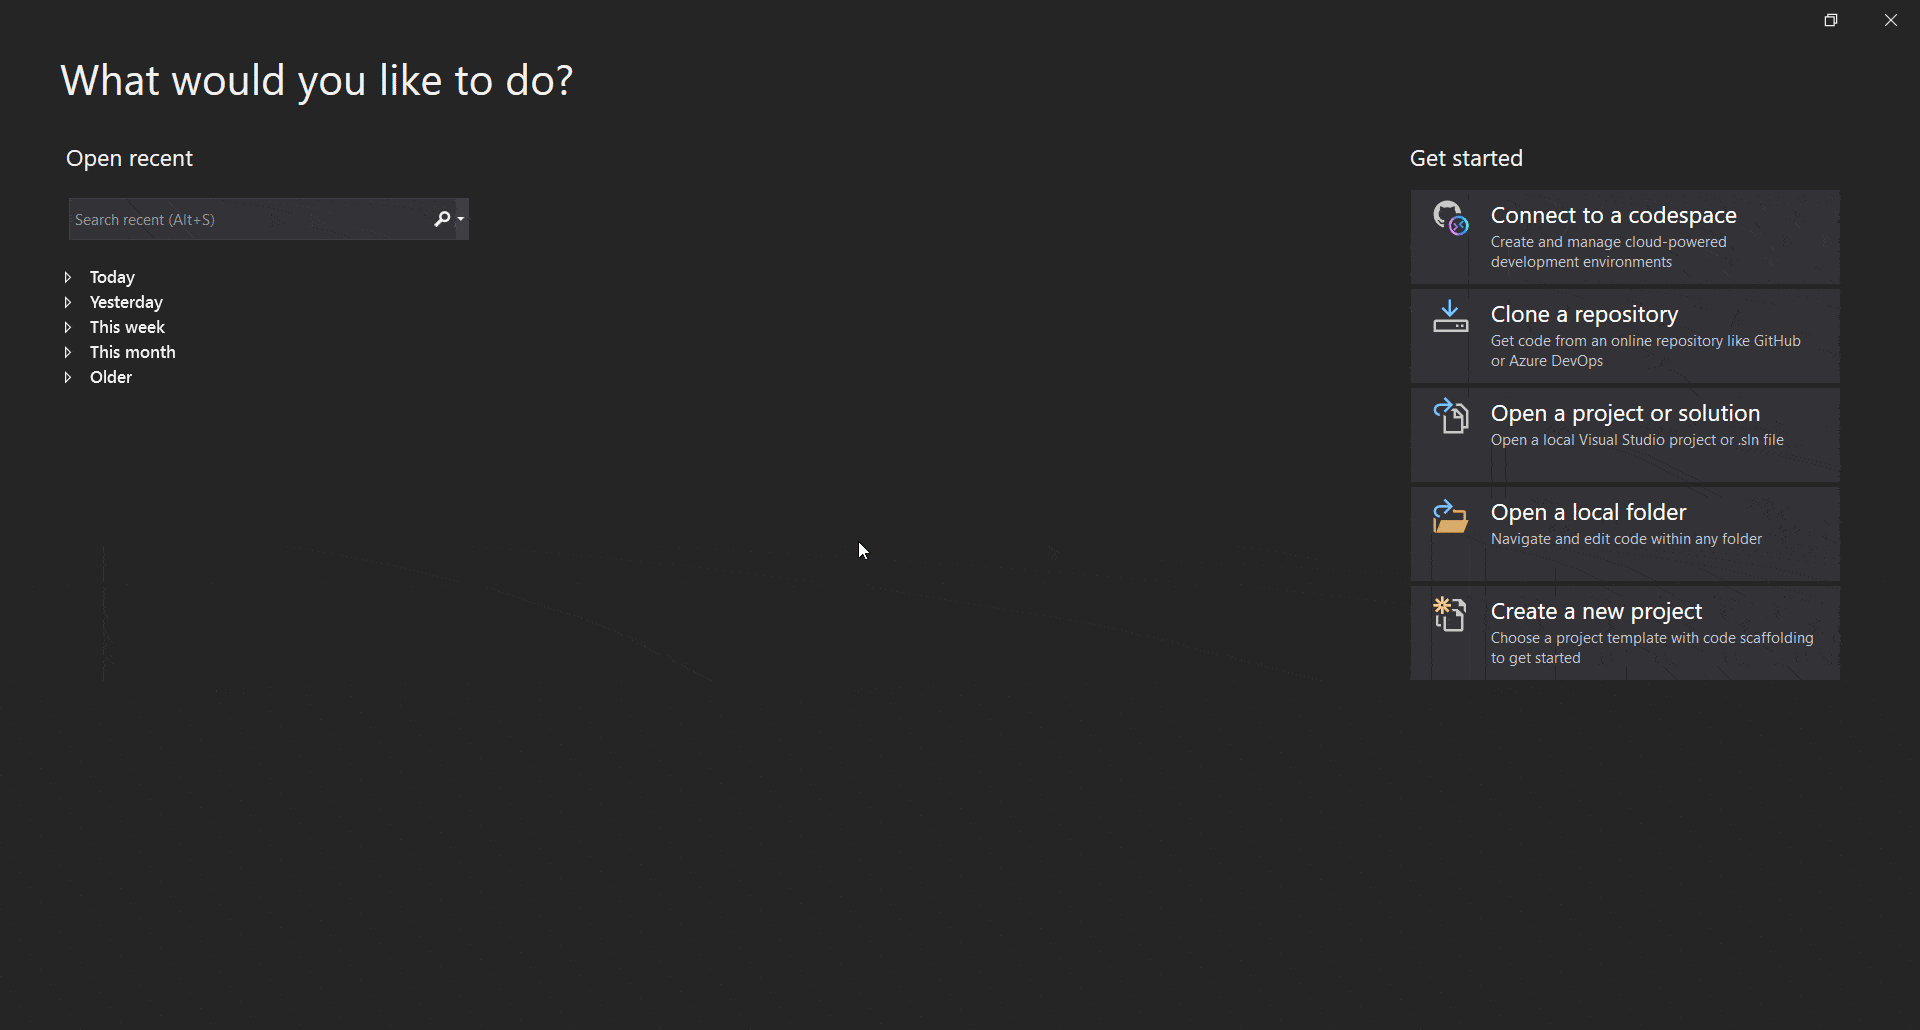 What would you like to do?
Open recent
Search recent (Alt+S)
Today
Yesterday
This week
This month
Older
Get started
Connect to a codespace
Create and manage cloud-powered
development environments
Clone a repository
Get code from an online repository like GitHub
or Azure DevOps
Open a project or solution
Open a local Visual Studio project or .sln file
Open a local folder
Navigate and edit code within any folder
Create a new project
Choose a project template with code scaffolding
to get started